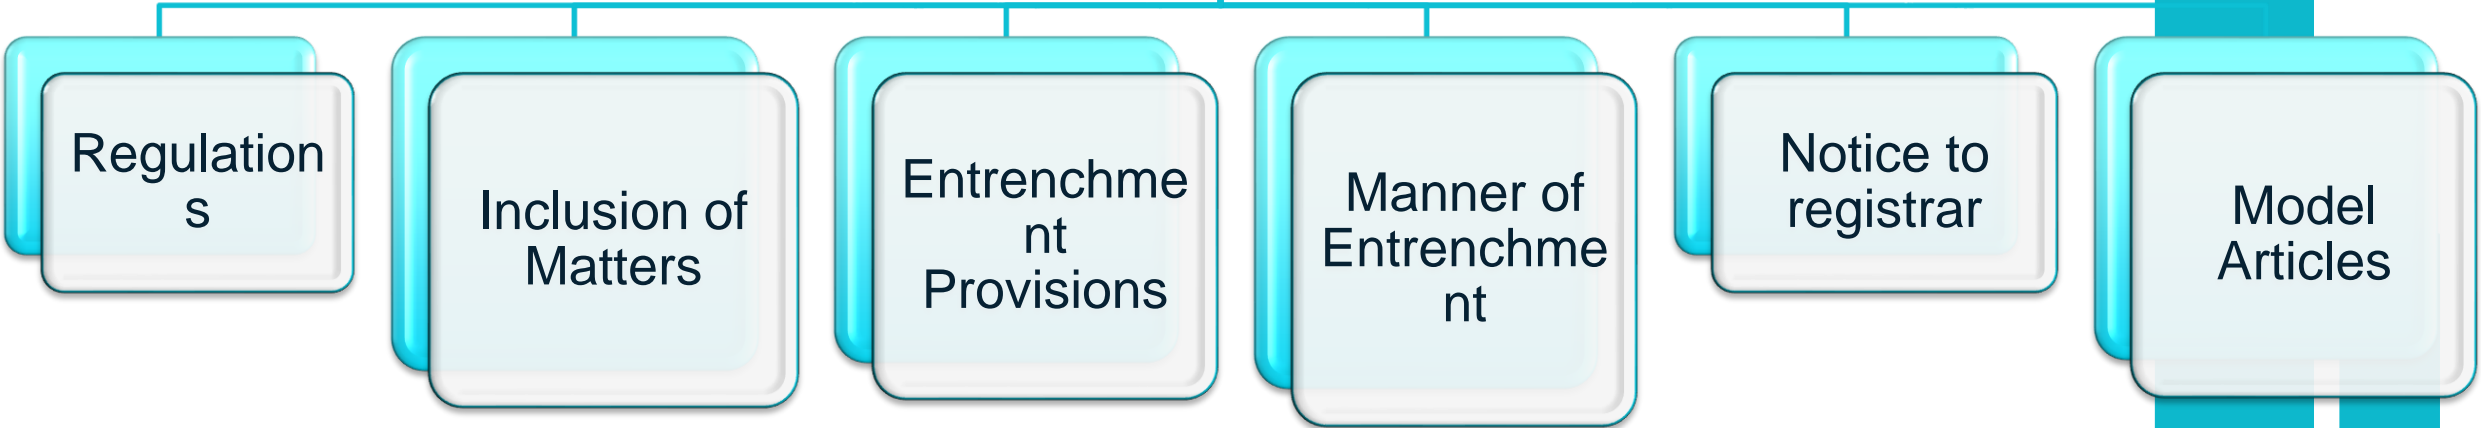 Regulation
s
Inclusion of
Matters
Entrenchme
nt
Provisions
Manner of
Entrenchme
nt
Notice to
registrar
Model
Articles